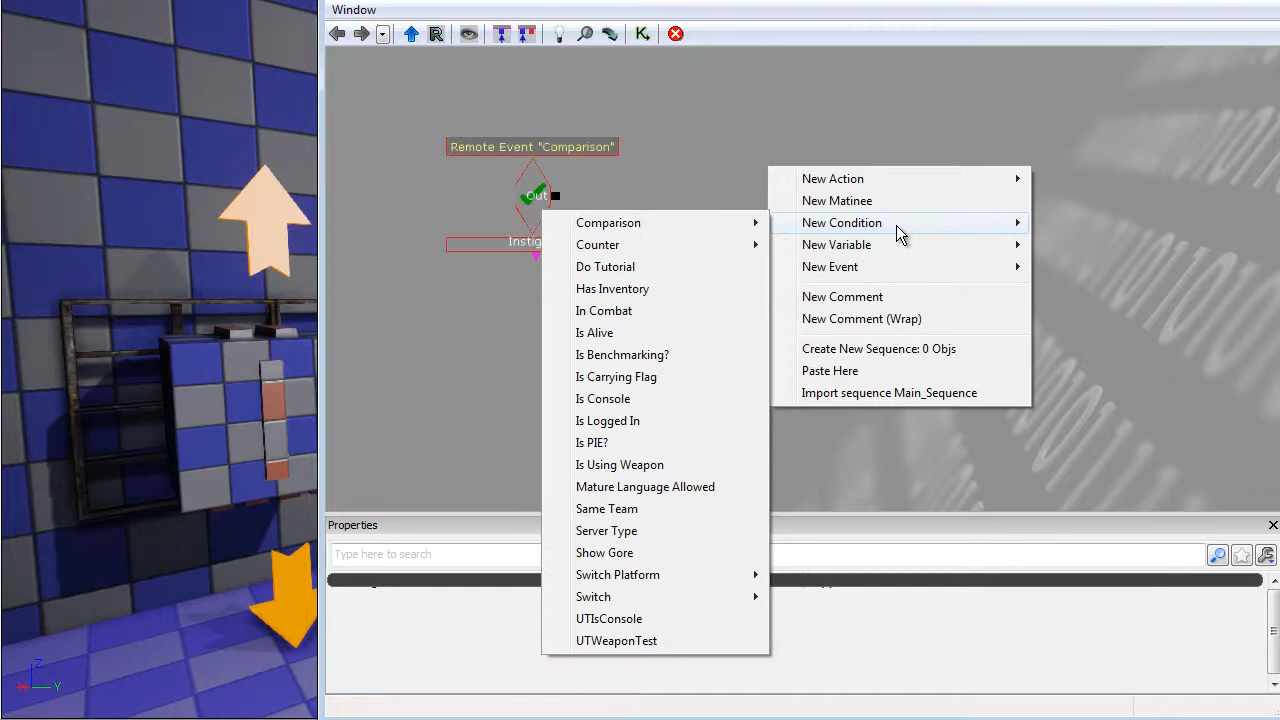 Window
Remote Event "Comparison"
Out
Instig
New Action
New Matinee
New Condition
New Variable
New Event
New Comment
New Comment (Wrap)
Create New Sequence: 0 Objs
Paste Here
Import sequence Main_Sequence
Comparison
Counter
Do Tutorial
Has Inventory
In Combat
Is Alive
Is Benchmarking?
Is Carrying Flag
Is Console
Is Logged In
Is PIE?
Is Using Weapon
Mature Language Allowed
Same Team
Server Type
Show Gore
Switch Platform
Switch
UTIsConsole
UTWeaponTest
Properties
Type here to search
Z
X Y